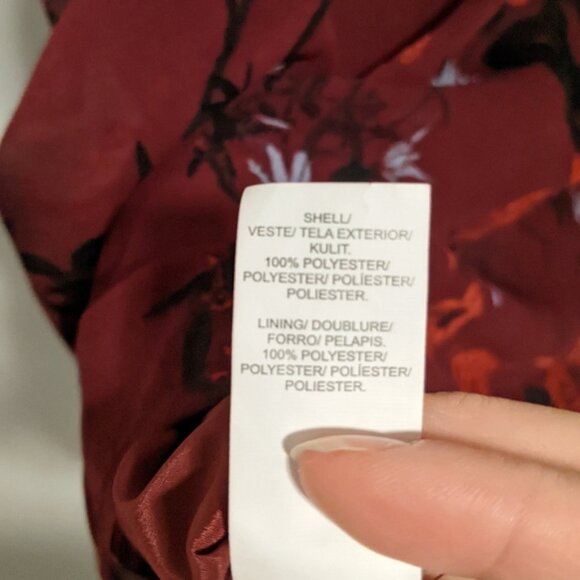 SHELL/
VESTE/ TELA EXTERIOR/
KULIT.
100% POLYESTER/
POLYESTER/ POLÍESTER/
POLIESTER.
LINING/ DOUBLURE/
FORRO/ PELAPIS.
100% POLYESTER/
POLYESTER/ POLÍESTER/
POLIESTER.